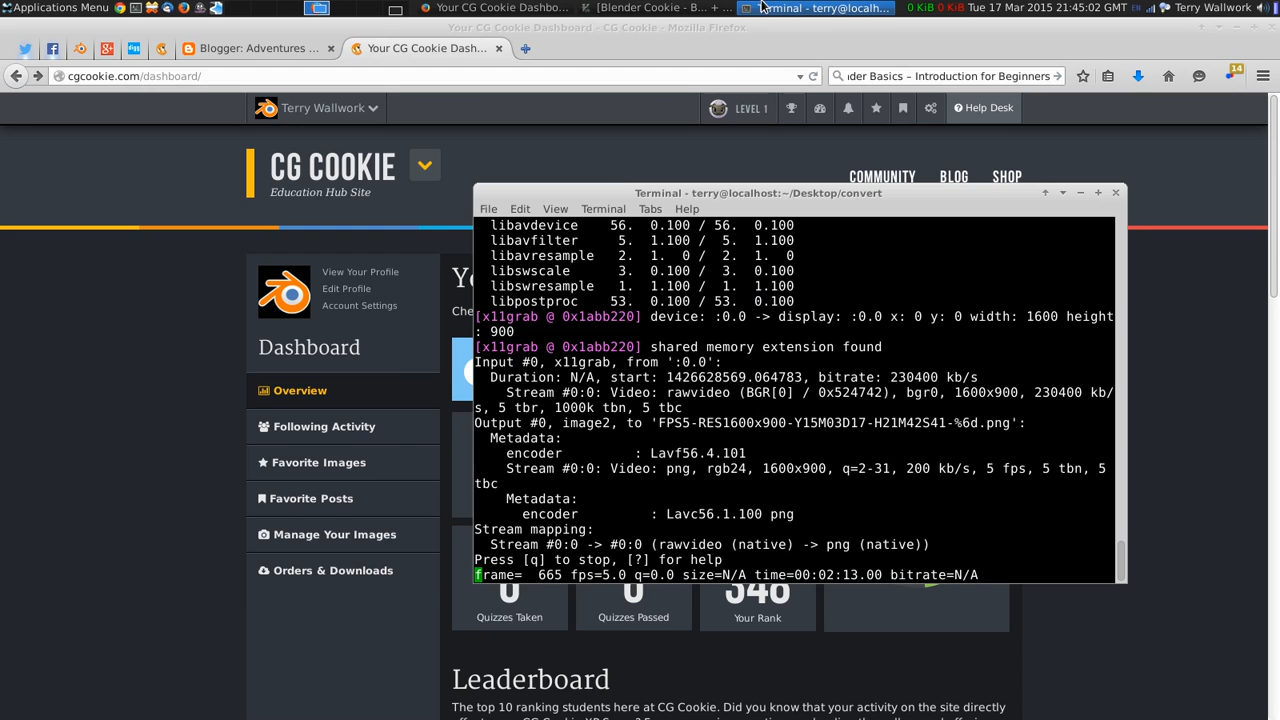 Applications Menu
Your CG Cookie Dashbo...
[Blender Cookie - B...
+ ...
Terminal - terry@localh...
0 KiB 0 KiB Tue 17 Mar 2015 21:45:02 GMT
Terry Wallwork
Your CG Cookie Dashboard
- Mozilla Firefox
Blogger: Adventures ...
Your CG Cookie Dash...
cgcookie.com/dashboard/
der Basics – Introduction for Beginners
14
Terry Wallwork
LEVEL 1
Help Desk
CG COOKIE
Education Hub Site
COMMUNITY BLOG SHOP
Terminal - terry@localhost:~/Desktop/convert
File Edit View Terminal Tabs Help
libavdevice 56. 0.100 / 56. 0.100
libavfilter 5. 1.100 / 5. 1.100
libavresample 2. 1. 0 / 2. 1. 0
libswscale 3. 0.100 / 3. 0.100
libswresample 1. 1.100 / 1. 1.100
libpostproc 53. 0.100 / 53. 0.100
[x11grab @ 0x1abb220] device: :0.0 -> display: :0.0 x: 0 y: 0 width: 1600 height
: 900
[x11grab @ 0x1abb220] shared memory extension found
Input #0, x11grab, from ':0.0':
Duration: N/A, start: 1426628569.064783, bitrate: 230400 kb/s
Stream #0:0: Video: rawvideo (BGR[0] / 0x524742), bgr0, 1600x900, 230400 kb/
s, 5 tbr, 1000k tbn, 5 tbc
Output #0, image2, to 'FPS5-RES1600x900-Y15M03D17-H21M42S41-%6d.png':
Metadata:
encoder : Lavf56.4.101
Stream #0:0: Video: png, rgb24, 1600x900, q=2-31, 200 kb/s, 5 fps, 5 tbn, 5
tbc
Metadata:
encoder : Lavc56.1.100 png
Stream mapping:
Stream #0:0 -> #0:0 (rawvideo (native) -> png (native))
Press [q] to stop, [?] for help
frame= 665 fps=5.0 q=0.0 size=N/A time=00:02:13.00 bitrate=N/A
View Your Profile
Edit Profile
Account Settings
Dashboard
Overview
Following Activity
Favorite Images
Favorite Posts
Manage Your Images
Orders & Downloads
Quizzes Taken
Quizzes Passed
348
Your Rank
Leaderboard
The top 10 ranking students here at CG Cookie. Did you know that your activity on the site directly